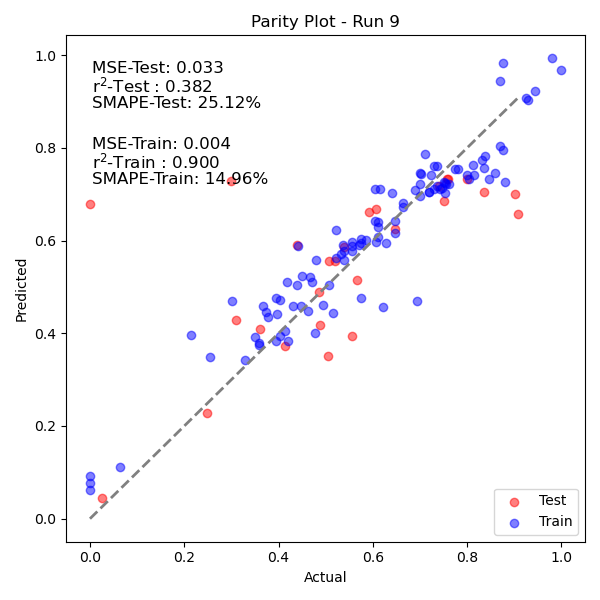 Parity Plot - Run 9
MSE-Test: 0.033
r²-Test : 0.382
SMAPE-Test: 25.12%
MSE-Train: 0.004
r²-Train : 0.900
SMAPE-Train: 14.96%
Predicted
1.0
0.8
0.6
0.4
0.2
0.0
0.0 0.2 0.4 0.6 0.8 1.0
Actual
Test
Train